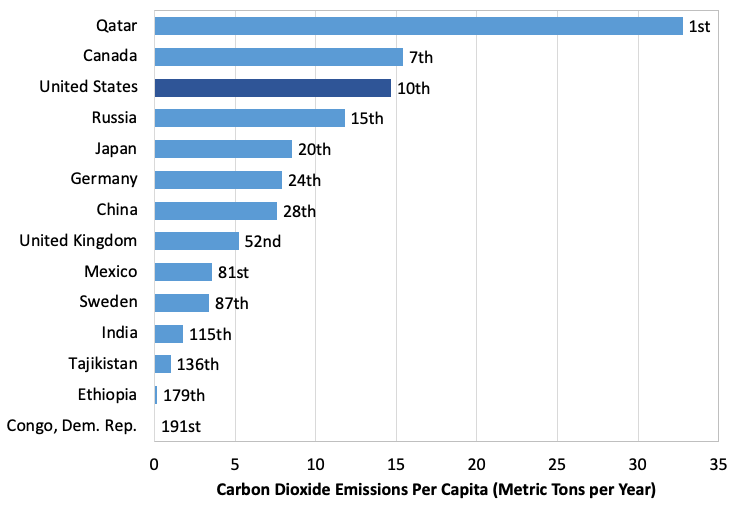 Qatar 1st
Canada 7th
United States 10th
Russia 15th
Japan 20th
Germany 24th
China 28th
United Kingdom 52nd
Mexico 81st
Sweden 87th
India 115th
Tajikistan 136th
Ethiopia 179th
Congo, Dem. Rep. 191st
0 5 10 15 20 25 30 35
Carbon Dioxide Emissions Per Capita (Metric Tons per Year)